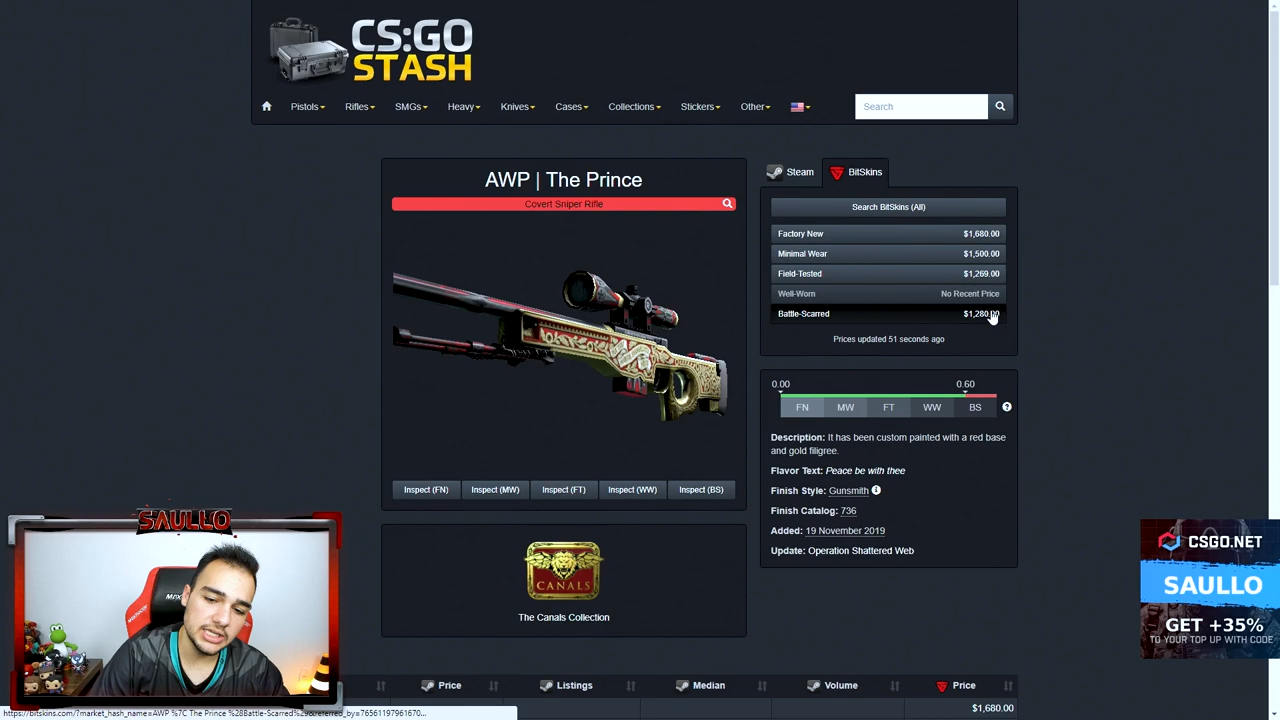 CS:GO
STASH
Pistols Rifles SMGs Heavy Knives Cases Collections Stickers Other
Search
AWP | The Prince
Covert Sniper Rifle
Inspect (FN) Inspect (MW) Inspect (FT) Inspect (WW) Inspect (BS)
CANALS
The Canals Collection
Steam BitSkins
Search BitSkins (All)
Factory New $1,680.00
Minimal Wear $1,500.00
Field-Tested $1,269.00
Well-Worn No Recent Price
Battle-Scarred $1,280.00
Prices updated 51 seconds ago
0.00 0.60
FN MW FT WW BS
Description: It has been custom painted with a red base
and gold filigree.
Flavor Text: Peace be with thee
Finish Style: Gunsmith
Finish Catalog: 736
Added: 19 November 2019
Update: Operation Shattered Web
SAULLO
CSGO.NET
SAULLO
GET +35%
TO YOUR TOP UP WITH CODE
Price Listings Median Volume Price
$1,680.00